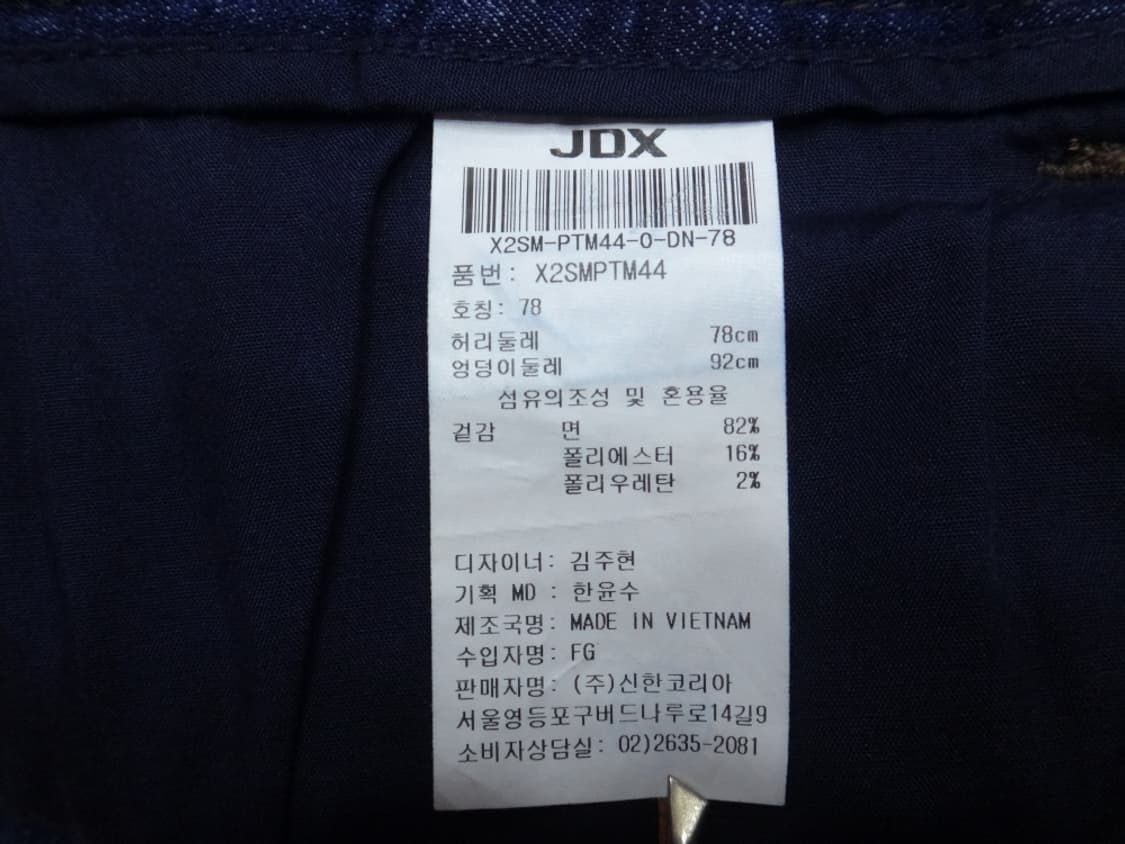 JDX
X2SM-PTM44-0-DN-78
품번: X2SMPTM44
호칭: 78
허리둘레 78cm
엉덩이둘레 92cm
섬유의조성 및 혼용율
겉감 면 82%
폴리에스터 16%
폴리우레탄 2%
디자이너: 김주현
기획 MD : 한윤수
제조국명: MADE IN VIETNAM
수입자명: FG
판매자명: (주)신한코리아
서울영등포구버드나루로14길9
소비자상담실: 02)2635-2081